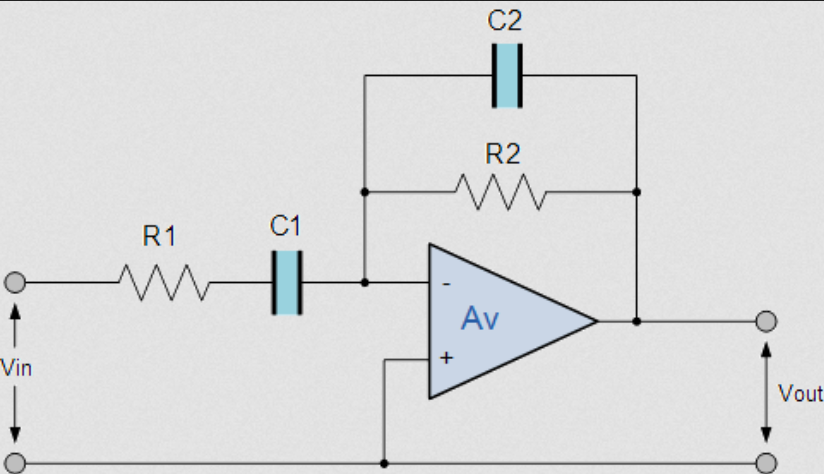 C2
R2
R1
C1
-
Av
+
Vin
Vout